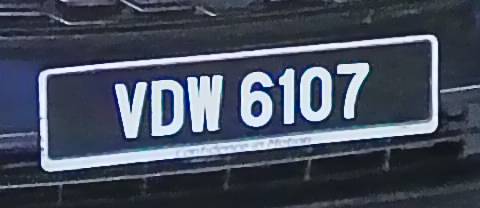 VDW 6107
Confidence in Motion